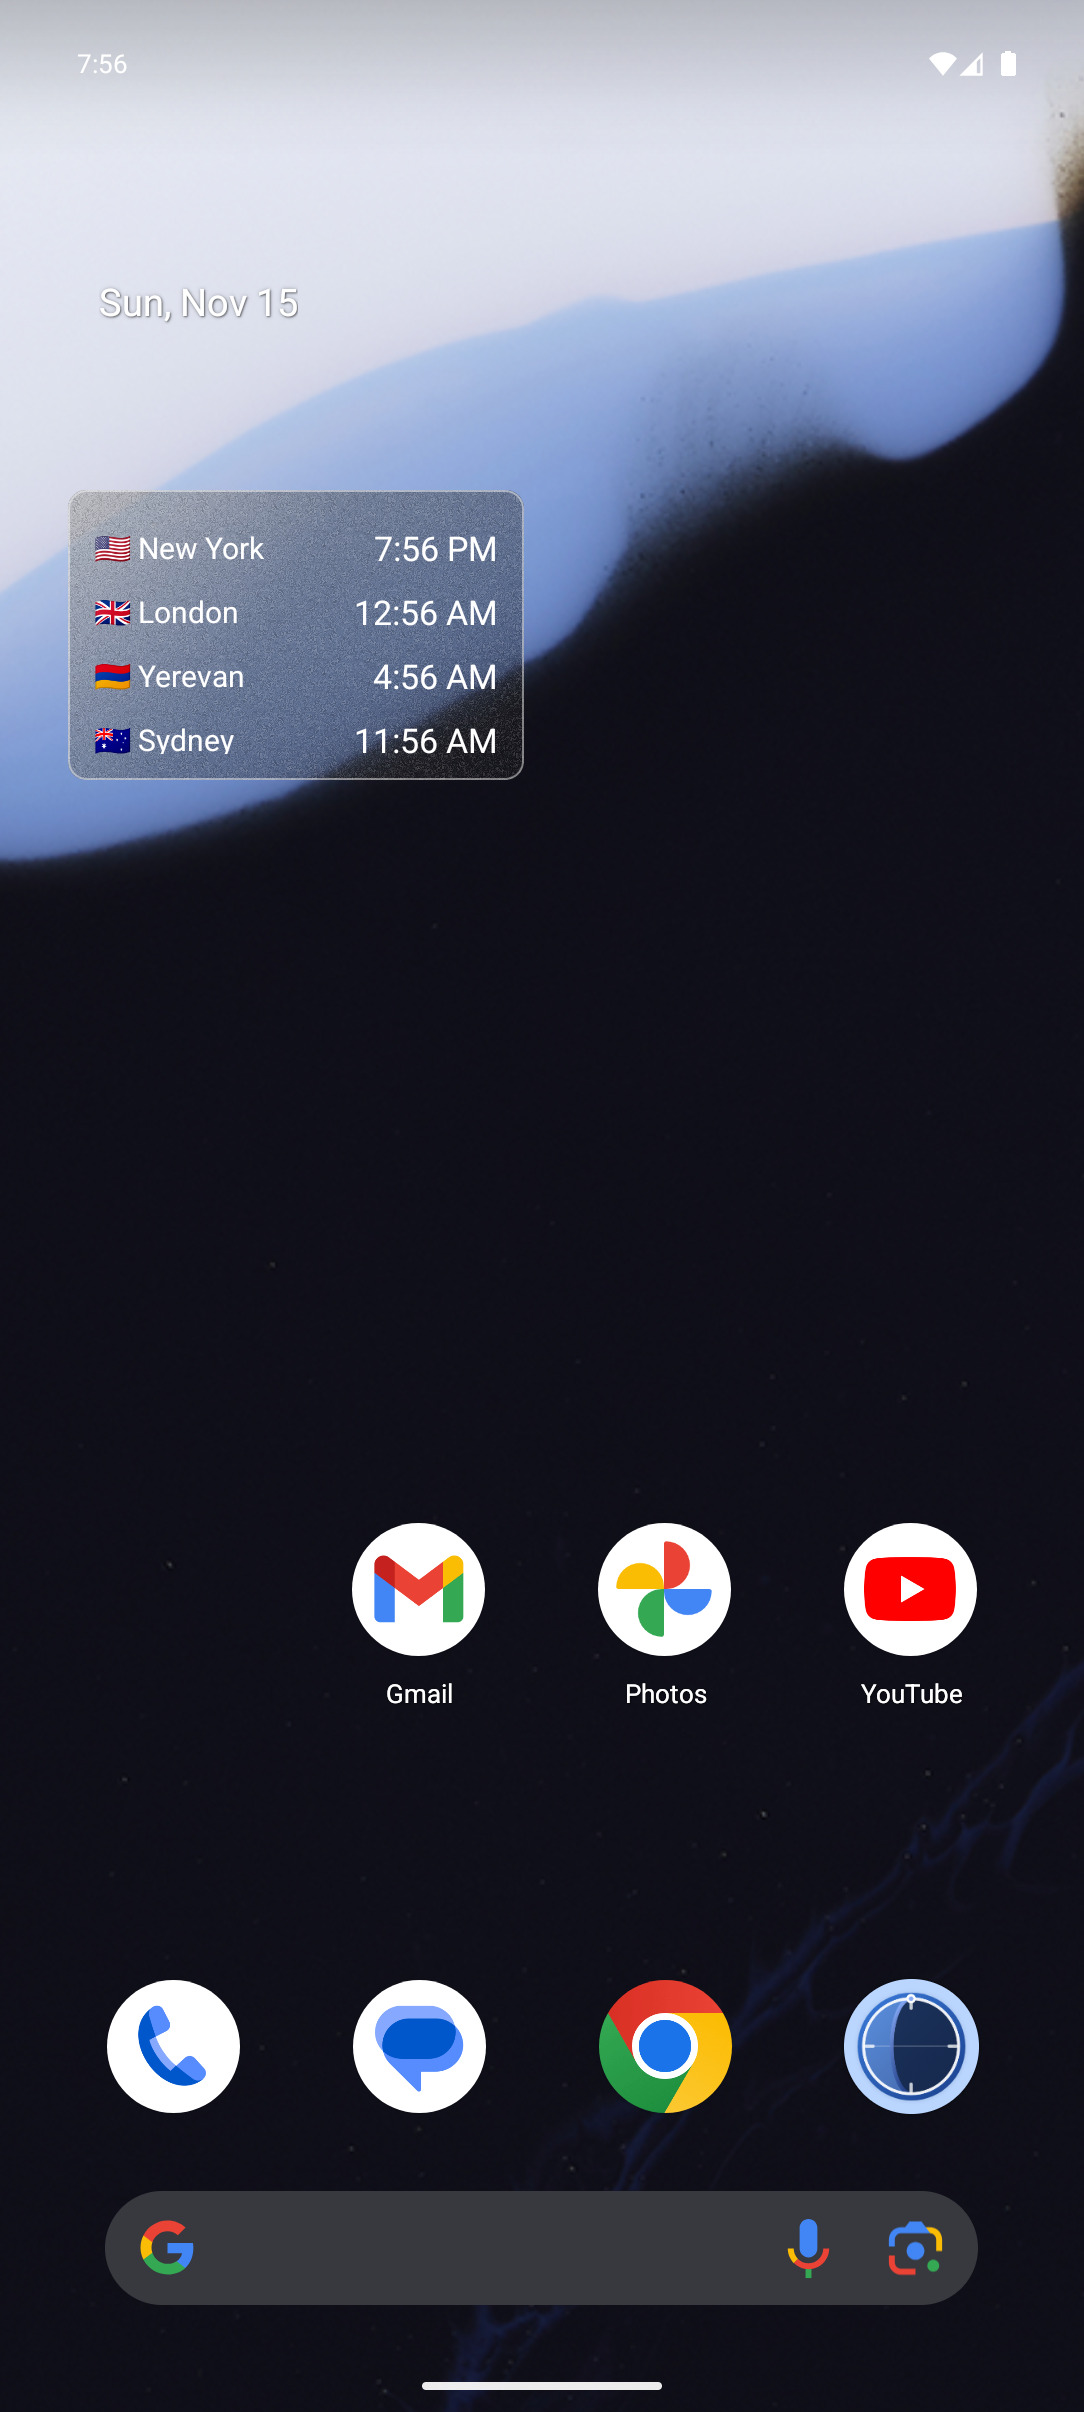 7:56
Sun, Nov 15
🇺🇸 New York 7:56 PM
🇬🇧 London 12:56 AM
🇦🇲 Yerevan 4:56 AM
🇦🇺 Sydney 11:56 AM
Gmail Photos YouTube